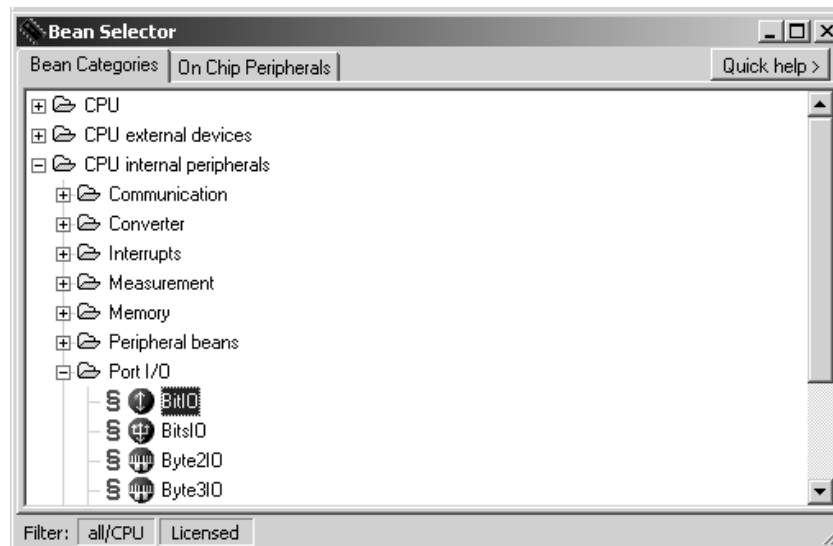 Bean Selector
Bean Categories On Chip Peripherals Quick help >
CPU
CPU external devices
CPU internal peripherals
Communication
Converter
Interrupts
Measurement
Memory
Peripheral beans
Port I/O
BitIO
BitsIO
Byte2IO
Byte3IO
Filter: all/CPU Licensed